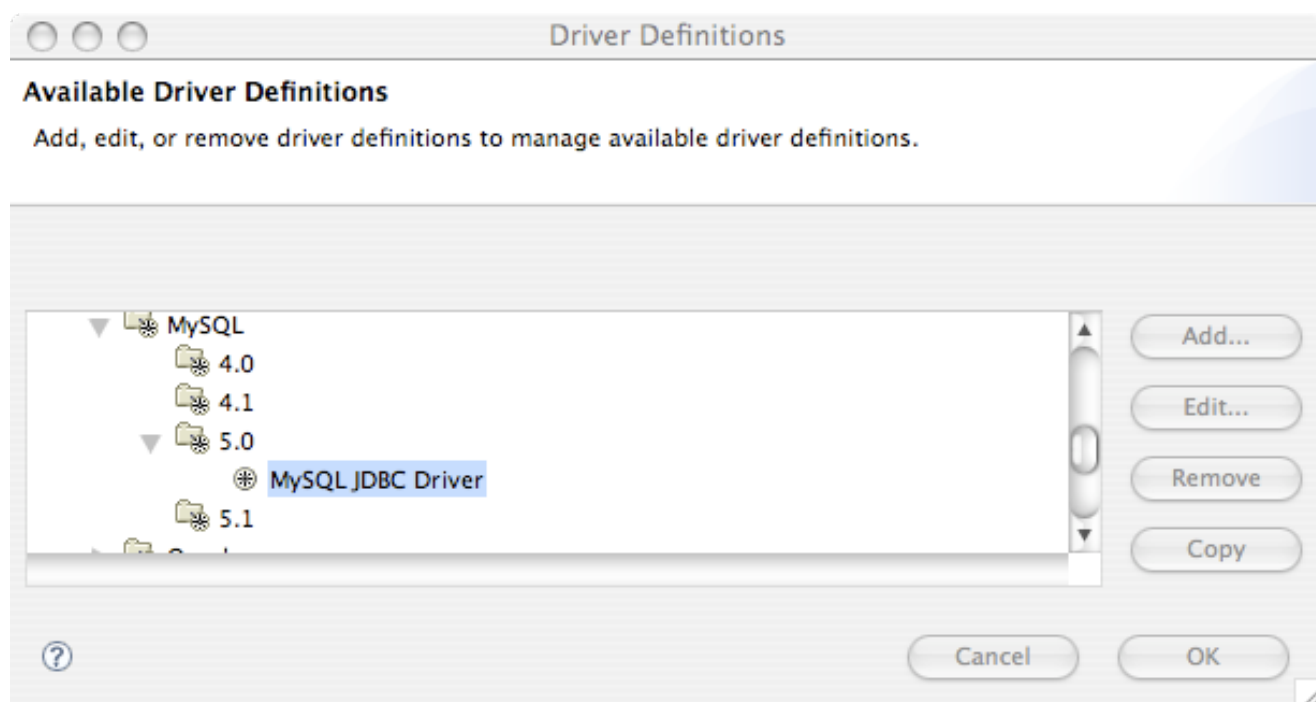 Driver Definitions
Available Driver Definitions
Add, edit, or remove driver definitions to manage available driver definitions.
MySQL
4.0
4.1
5.0
MySQL JDBC Driver
5.1
Add...
Edit...
Remove
Copy
?
Cancel
OK